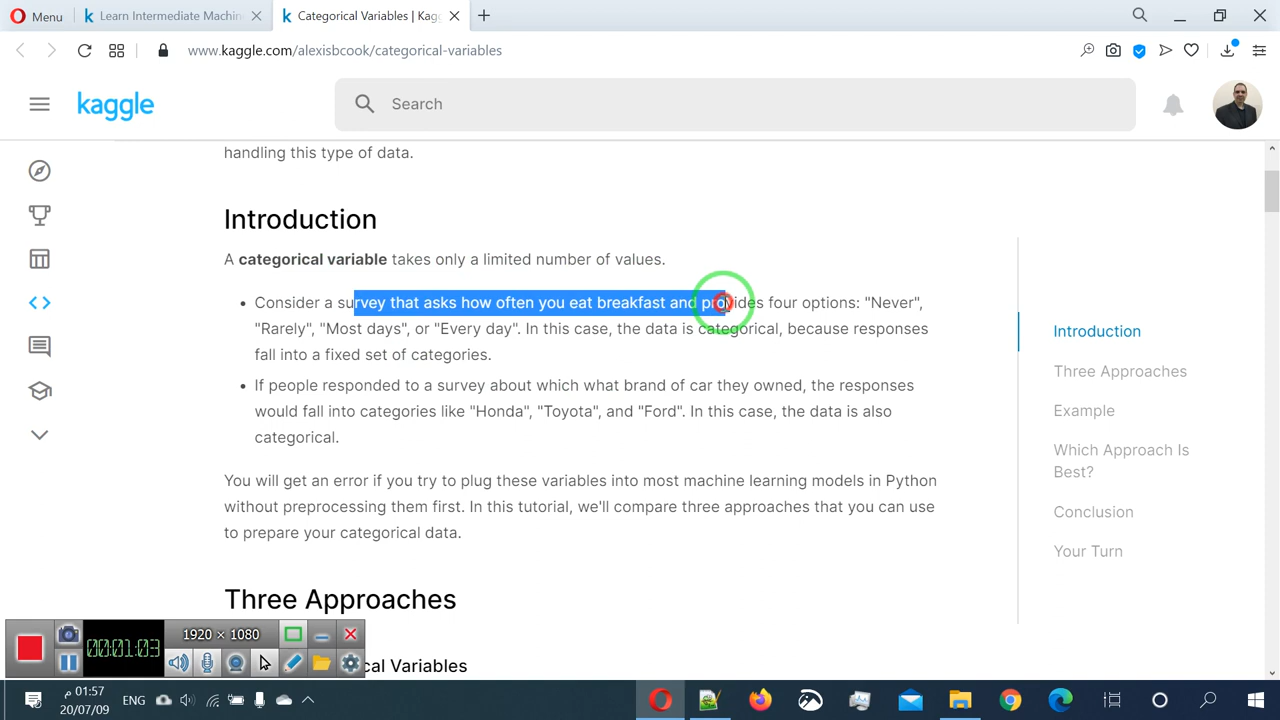 Menu
Learn Intermediate Machin
Categorical Variables | Kagg
www.kaggle.com/alexisbcook/categorical-variables
kaggle
Search
handling this type of data.
Introduction
A categorical variable takes only a limited number of values.
• Consider a survey that asks how often you eat breakfast and provides four options: "Never",
"Rarely", "Most days", or "Every day". In this case, the data is categorical, because responses
fall into a fixed set of categories.
• If people responded to a survey about which what brand of car they owned, the responses
would fall into categories like "Honda", "Toyota", and "Ford". In this case, the data is also
categorical.
You will get an error if you try to plug these variables into most machine learning models in Python
without preprocessing them first. In this tutorial, we'll compare three approaches that you can use
to prepare your categorical data.
Three Approaches
cal Variables
Introduction
Three Approaches
Example
Which Approach Is
Best?
Conclusion
Your Turn
00:01:03
1920 × 1080
01:57 م
20/07/09
ENG